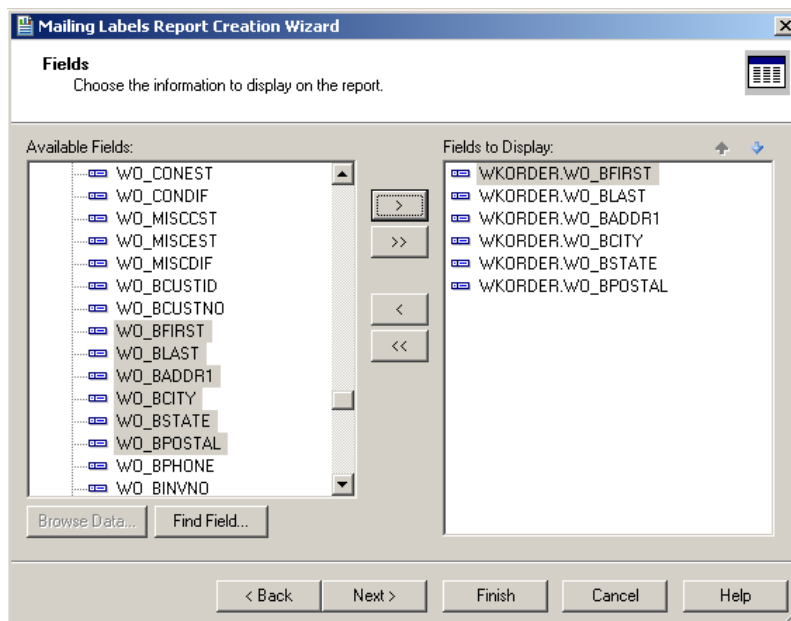 Mailing Labels Report Creation Wizard
Fields
Choose the information to display on the report.
Available Fields:
WO_CONEST
WO_CONDIF
WO_MISCCST
WO_MISCEST
WO_MISCDIF
WO_BCUSTID
WO_BCUSTNO
WO_BFIRST
WO_BLAST
WO_BADDR1
WO_BCITY
WO_BSTATE
WO_BPOSTAL
WO_BPHONE
WO_BINVNO
Browse Data...
Find Field...
>
>>
<
<<
Fields to Display:
WKORDER.WO_BFIRST
WKORDER.WO_BLAST
WKORDER.WO_BADDR1
WKORDER.WO_BCITY
WKORDER.WO_BSTATE
WKORDER.WO_BPOSTAL
< Back
Next >
Finish
Cancel
Help